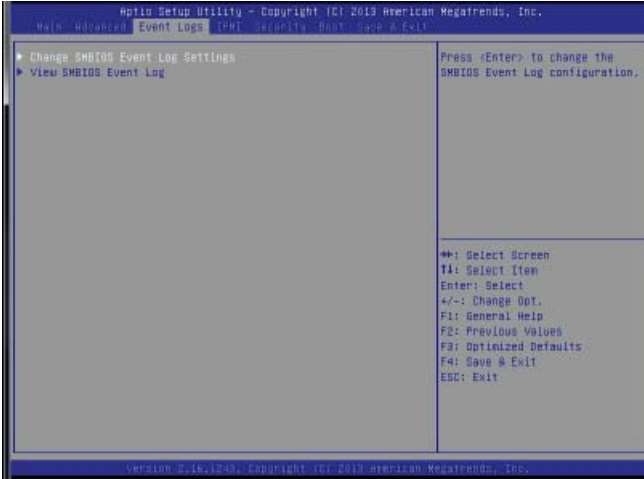 Aptio Setup Utility - Copyright (C) 2013 American Megatrends, Inc.
Main Advanced Event Logs IPMI Security Boot Save & Exit
Change SMBIOS Event Log Settings
View SMBIOS Event Log
Press <Enter> to change the
SMBIOS Event Log configuration.
↔: Select Screen
↑↓: Select Item
Enter: Select
+/-: Change Opt.
F1: General Help
F2: Previous Values
F3: Optimized Defaults
F4: Save & Exit
ESC: Exit
Version 2.16.1243. Copyright (C) 2013 American Megatrends, Inc.